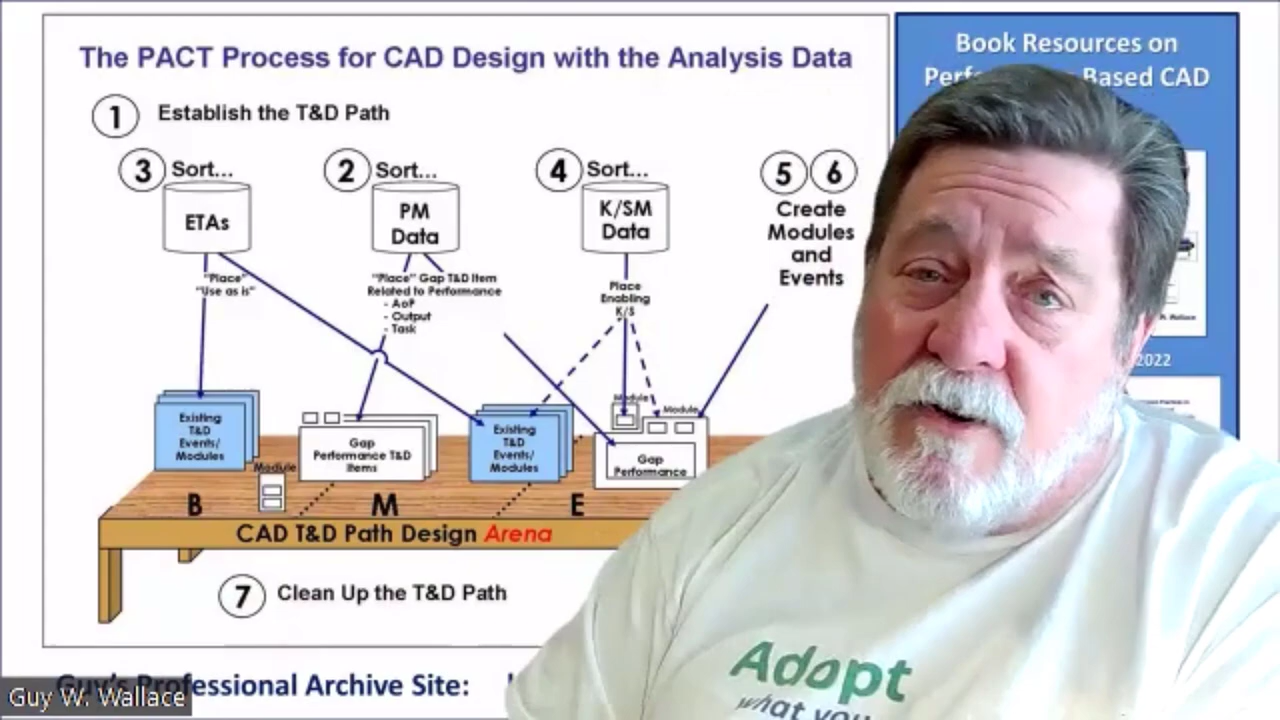 The PACT Process for CAD Design with the Analysis Data
1 Establish the T&D Path
3 Sort...
ETAs
"Place"
"Use as is"
2 Sort...
PM
Data
"Place" Gap T&D Item
Related to Performance
- AoP
- Output
- Task
4 Sort...
K/SM
Data
Place
Enabling
K/S
5 6
Create
Modules
and
Events
Existing
T&D
Events/
Modules
Module
Gap
Performance T&D
Items
Existing
T&D
Events/
Modules
Module
Module
Gap
Performance
B M E
CAD T&D Path Design Arena
7 Clean Up the T&D Path
Book Resources on
Based CAD
W. Wallace
2022
Guy's Professional Archive Site:
Guy W. Wallace
Adopt
what you